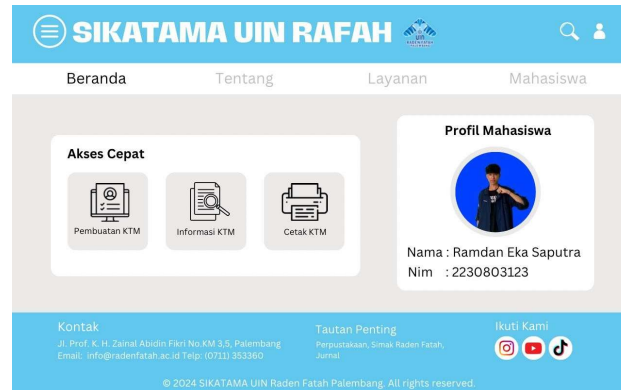 SIKATAMA UIN RAFAH
Beranda Tentang Layanan Mahasiswa
Akses Cepat
Pembuatan KTM Informasi KTM Cetak KTM
Profil Mahasiswa
Nama : Ramdan Eka Saputra
Nim : 2230803123
Kontak
Jl. Prof. K. H. Zainal Abidin Fikri No.KM 3,5, Palembang
Email: info@radenfatah.ac.id Telp: (0711) 353360
Tautan Penting
Perpustakaan, Simak Raden Fatah,
Jurnal
Ikuti Kami
© 2024 SIKATAMA UIN Raden Fatah Palembang. All rights reserved.